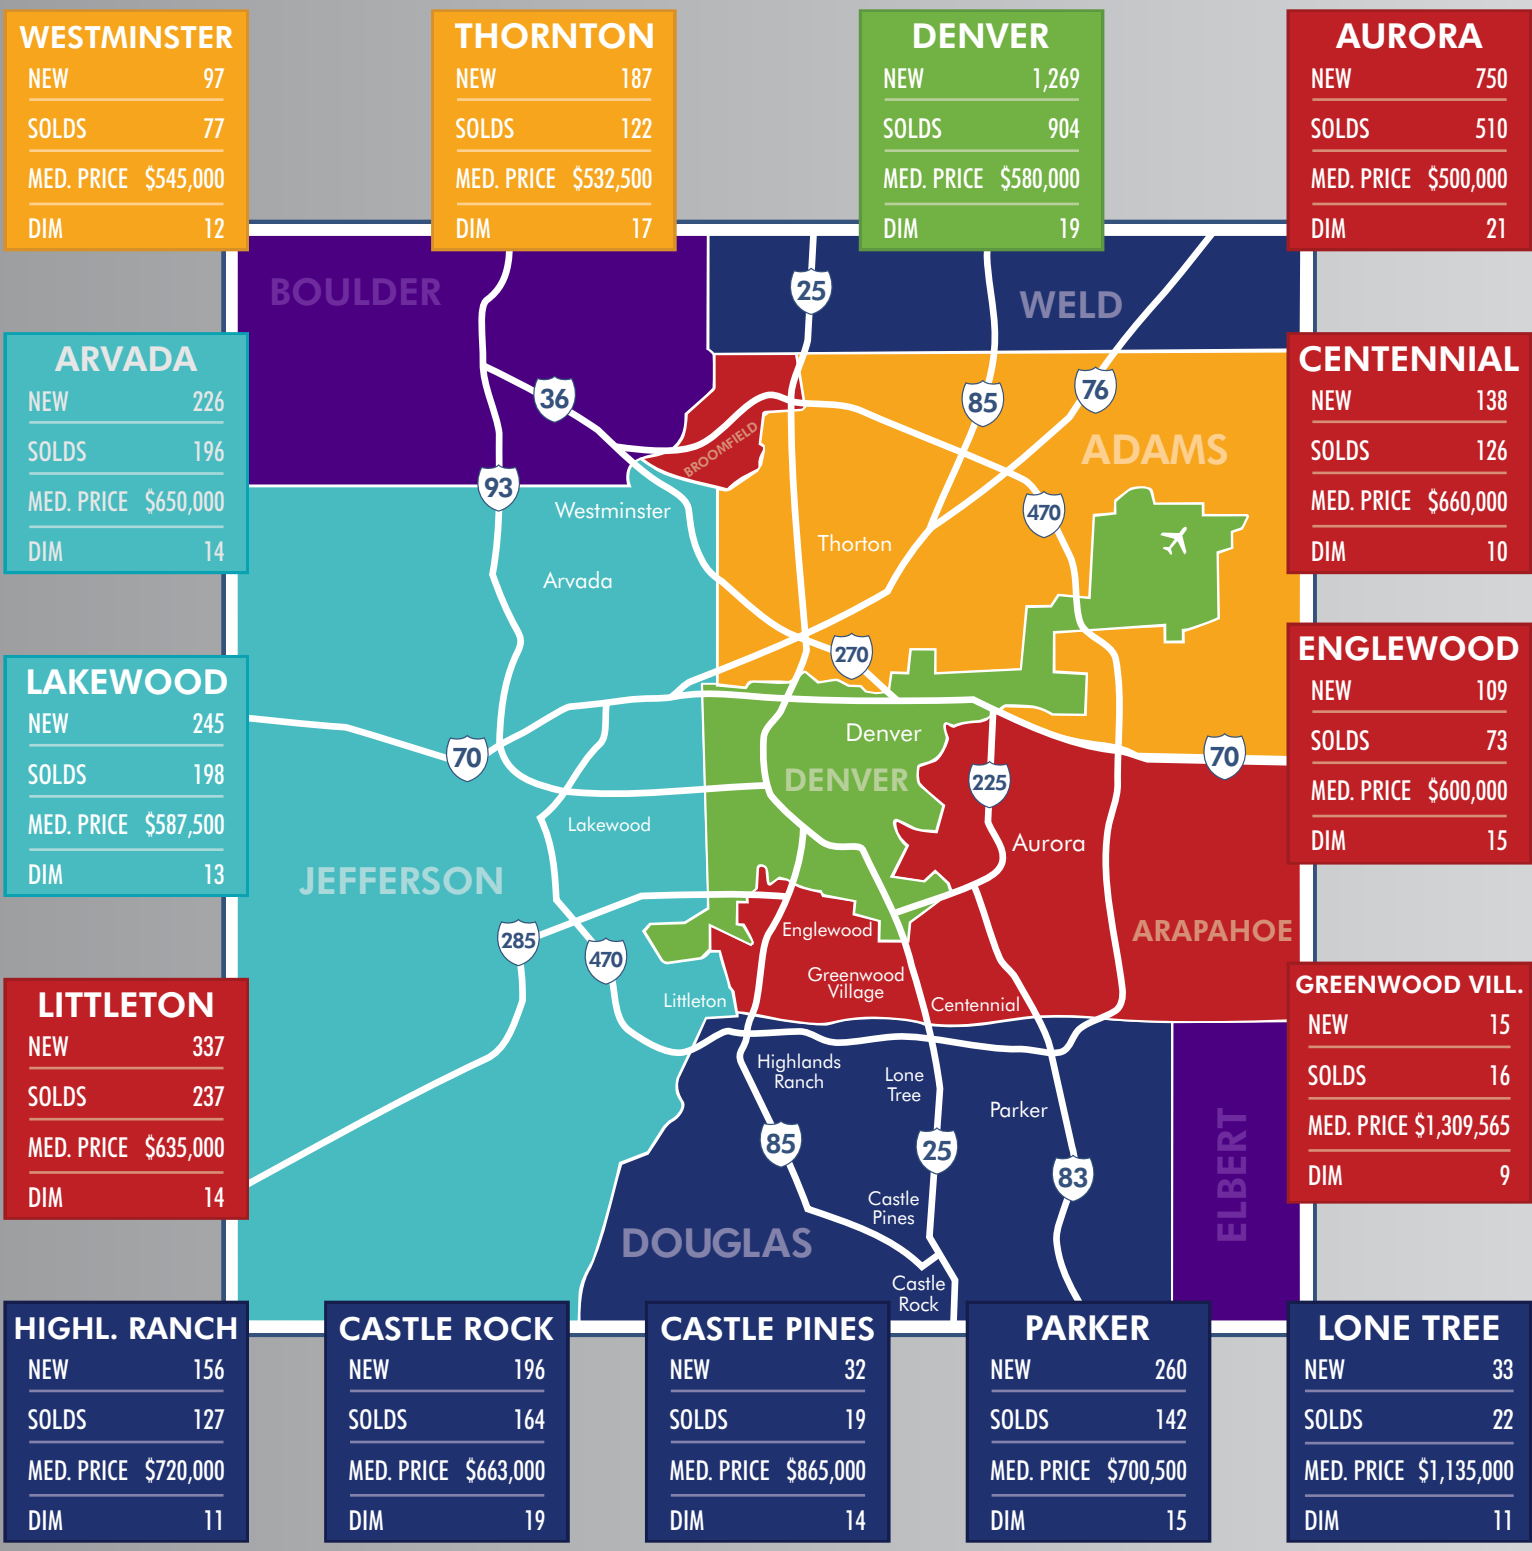 WESTMINSTER
NEW 97
SOLDS 77
MED. PRICE $545,000
DIM 12
THORNTON
NEW 187
SOLDS 122
MED. PRICE $532,500
DIM 17
DENVER
NEW 1,269
SOLDS 904
MED. PRICE $580,000
DIM 19
AURORA
NEW 750
SOLDS 510
MED. PRICE $500,000
DIM 21
ARVADA
NEW 226
SOLDS 196
MED. PRICE $650,000
DIM 14
LAKEWOOD
NEW 245
SOLDS 198
MED. PRICE $587,500
DIM 13
LITTLETON
NEW 337
SOLDS 237
MED. PRICE $635,000
DIM 14
BOULDER
WELD
25
36
85
76
BROOMFIELD
ADAMS
93
Westminster
470
Thorton
Arvada
270
Denver
70
70
DENVER
225
Lakewood
Aurora
JEFFERSON
285
Englewood
ARAPAHOE
470
Greenwood
Village
Littleton
Centennial
Highlands
Ranch
Lone
Tree
Parker
85
25
83
ELBERT
Castle
Pines
DOUGLAS
Castle
Rock
CENTENNIAL
NEW 138
SOLDS 126
MED. PRICE $660,000
DIM 10
ENGLEWOOD
NEW 109
SOLDS 73
MED. PRICE $600,000
DIM 15
GREENWOOD VILL.
NEW 15
SOLDS 16
MED. PRICE $1,309,565
DIM 9
HIGHL. RANCH
NEW 156
SOLDS 127
MED. PRICE $720,000
DIM 11
CASTLE ROCK
NEW 196
SOLDS 164
MED. PRICE $663,000
DIM 19
CASTLE PINES
NEW 32
SOLDS 19
MED. PRICE $865,000
DIM 14
PARKER
NEW 260
SOLDS 142
MED. PRICE $700,500
DIM 15
LONE TREE
NEW 33
SOLDS 22
MED. PRICE $1,135,000
DIM 11